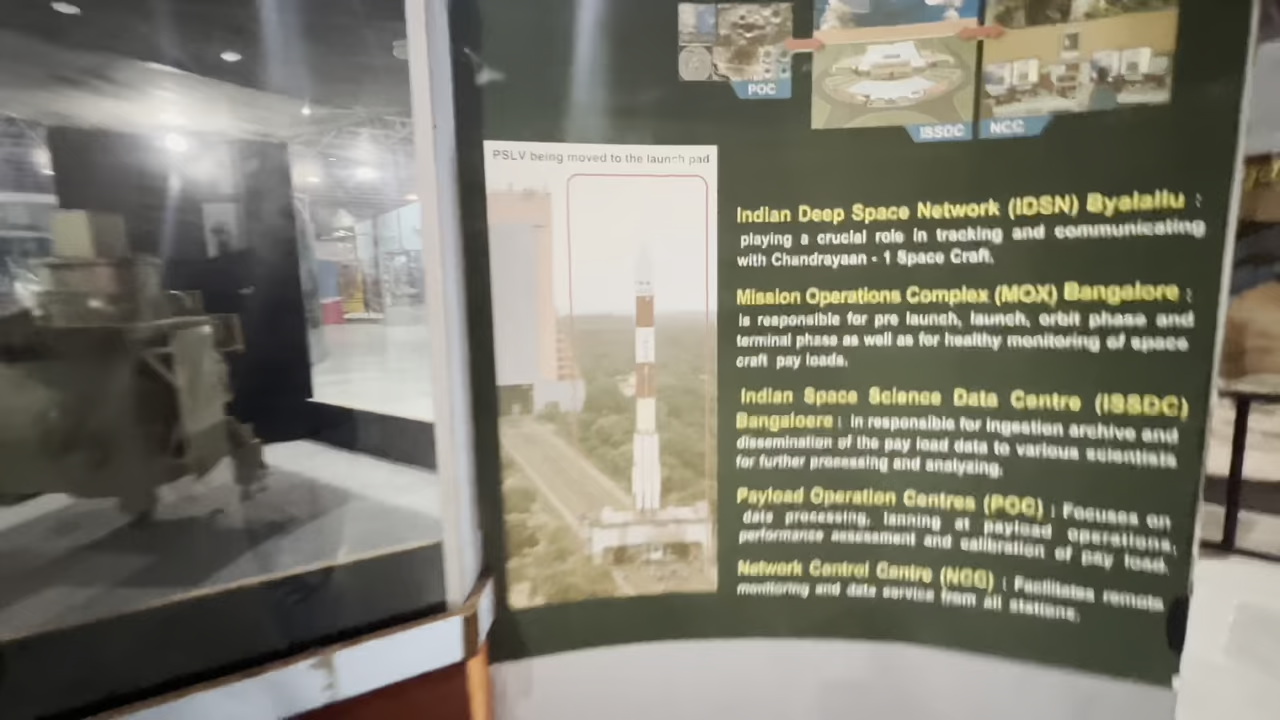 POC
ISSDC
NCC
PSLV being moved to the launch pad
Indian Deep Space Network (IDSN) Byalallu :
playing a crucial role in tracking and communicating
with Chandrayaan - 1 Space Craft.
Mission Operations Complex (MOX) Bangalore :
is responsible for pre launch, launch, orbit phase and
terminal phase as well as for healthy monitoring of space
craft pay loads.
Indian Space Science Data Centre (ISSDC)
Bangaloere : in responsible for ingestion archive and
dissemination of the pay load data to various scientists
for further processing and analyzing.
Payload Operation Centres (POC) : Focuses on
data processing, lanning at payload operations,
performance assessment and calibration of pay load.
Network Control Centre (NCC) : Facilitates remote
monitoring and data service from all stations.